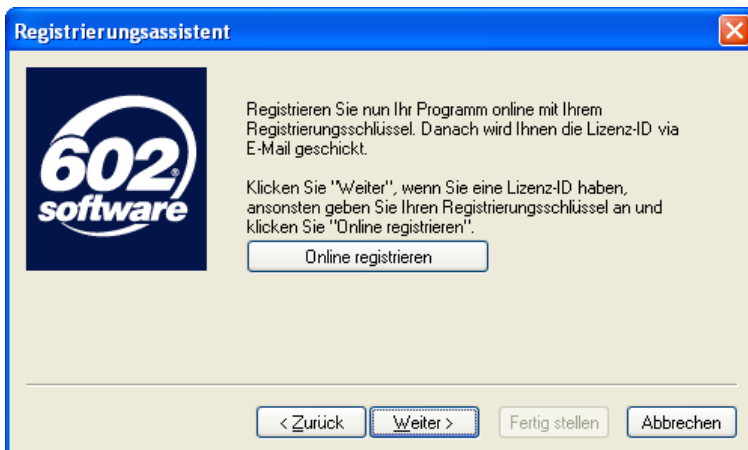 Registrierungsassistent
602®
software
Registrieren Sie nun Ihr Programm online mit Ihrem
Registrierungsschlüssel. Danach wird Ihnen die Lizenz-ID via
E-Mail geschickt.
Klicken Sie "Weiter", wenn Sie eine Lizenz-ID haben,
ansonsten geben Sie Ihren Registrierungsschlüssel an und
klicken Sie "Online registrieren".
Online registrieren
< Zurück
Weiter >
Fertig stellen
Abbrechen